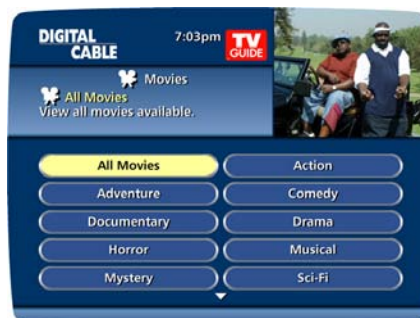 DIGITAL
CABLE
7:03pm
TV
GUIDE
Movies
All Movies
View all movies available.
All Movies
Action
Adventure
Comedy
Documentary
Drama
Horror
Musical
Mystery
Sci-Fi